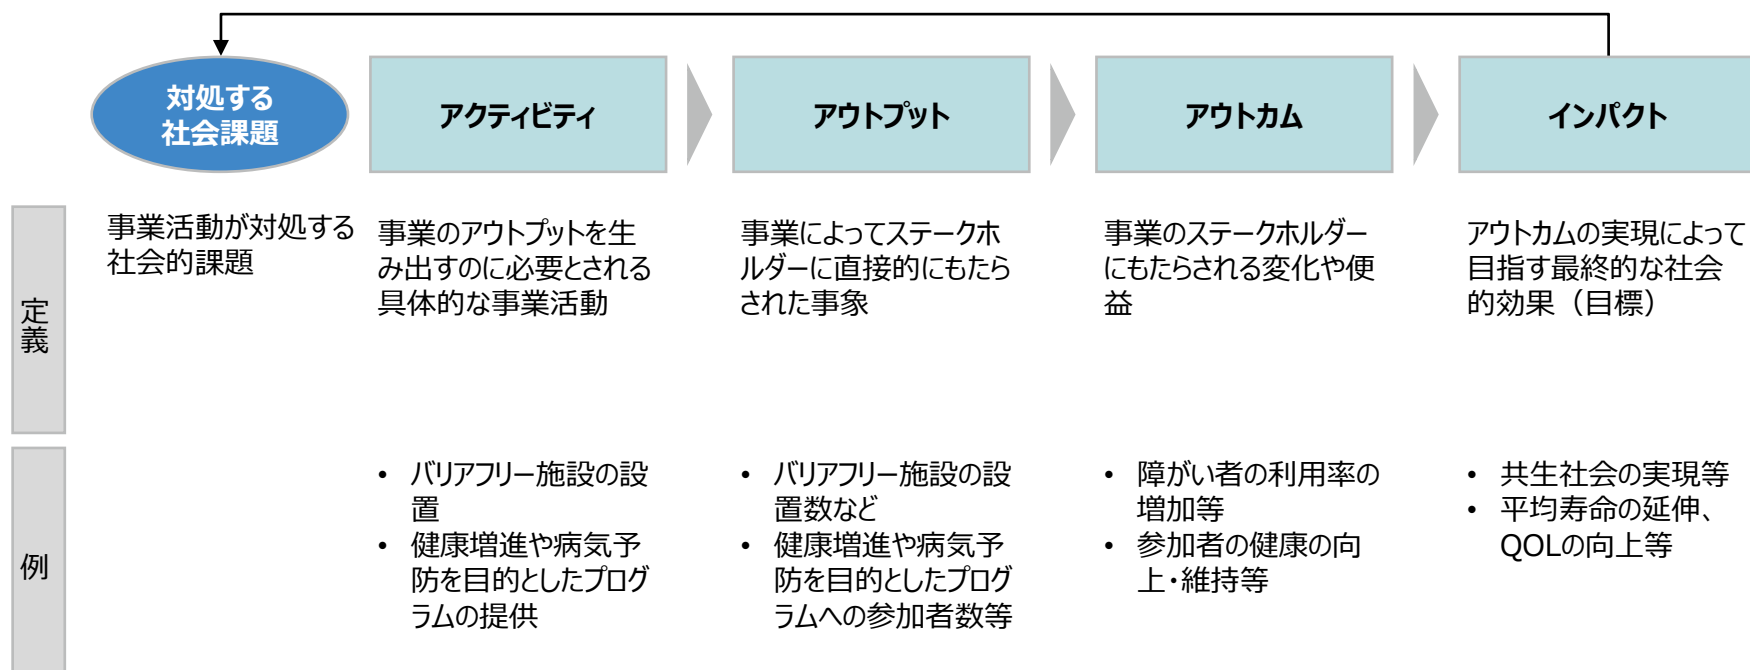 対処する
社会課題
アクティビティ
アウトプット
アウトカム
インパクト
定義
事業活動が対処する
社会的課題
事業のアウトプットを生
み出すのに必要とされる
具体的な事業活動
事業によってステークホ
ルダーに直接的にもたら
された事象
事業のステークホルダー
にもたらされる変化や便
益
アウトカムの実現によって
目指す最終的な社会
的効果（目標）
例
• バリアフリー施設の設
置
• 健康増進や病気予
防を目的としたプログ
ラムの提供
• バリアフリー施設の設
置数など
• 健康増進や病気予
防を目的としたプログ
ラムへの参加者数等
• 障がい者の利用率の
増加等
• 参加者の健康の向
上・維持等
• 共生社会の実現等
• 平均寿命の延伸、
QOLの向上等